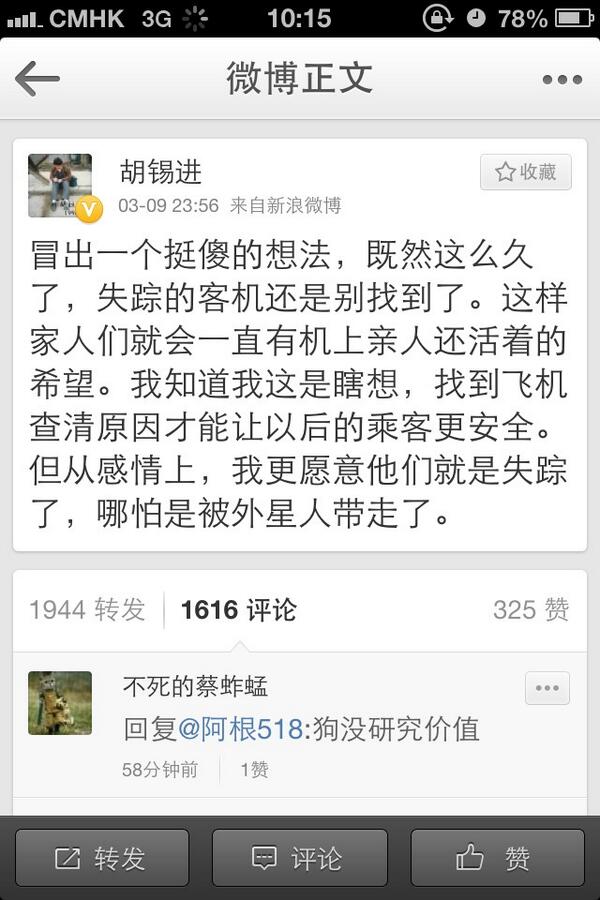 CMHK 3G 10:15 78%
微博正文
胡锡进
收藏
03-09 23:56 来自新浪微博
冒出一个挺傻的想法，既然这么久
了，失踪的客机还是别找到了。这样
家人们就会一直有机上亲人还活着的
希望。我知道我这是瞎想，找到飞机
查清原因才能让以后的乘客更安全。
但从感情上，我更愿意他们就是失踪
了，哪怕是被外星人带走了。
1944 转发 1616 评论 325 赞
不死的蔡蚱蜢
回复@阿根518:狗没研究价值
58分钟前 1赞
转发 评论 赞